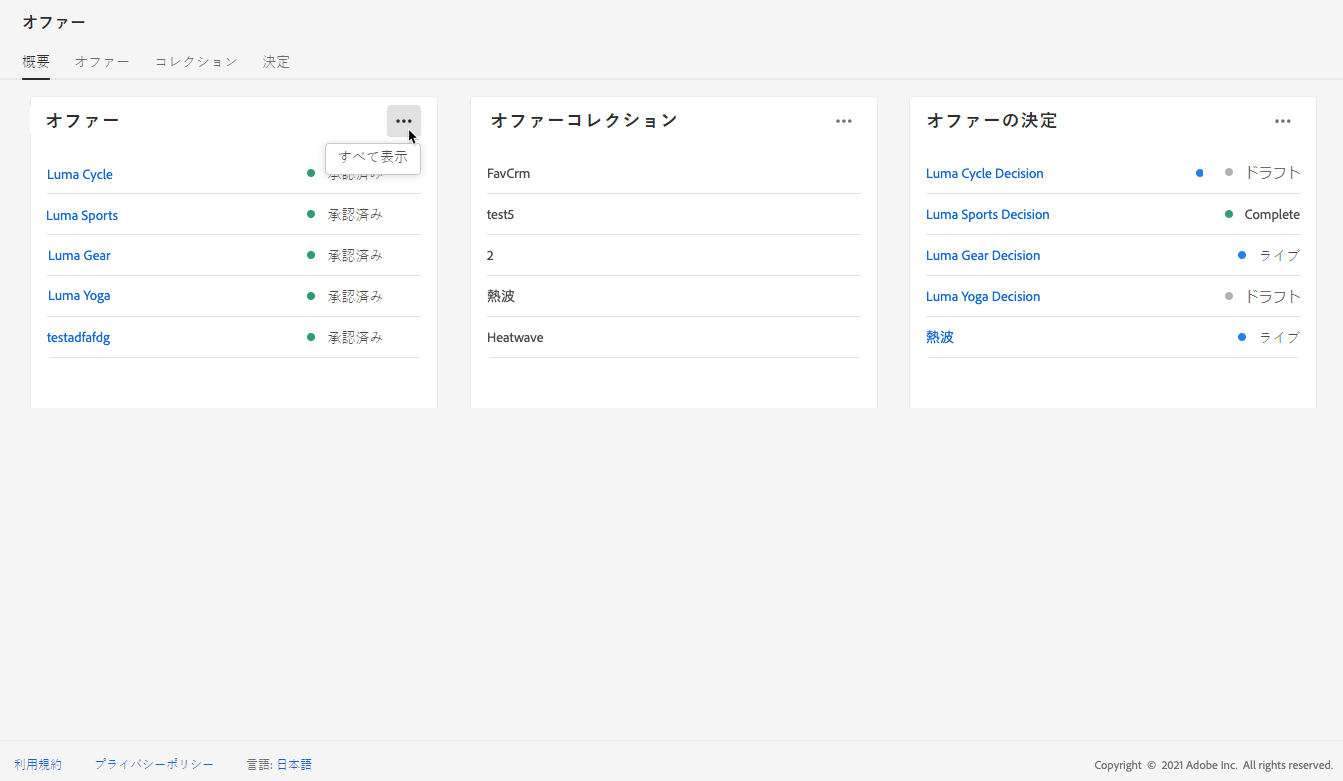 オファー
概要 オファー コレクション 決定
オファー
すべて表示
Luma Cycle 承認済み
Luma Sports 承認済み
Luma Gear 承認済み
Luma Yoga 承認済み
testadfafdg 承認済み
オファーコレクション
FavCrm
test5
2
熱波
Heatwave
オファーの決定
Luma Cycle Decision ドラフト
Luma Sports Decision Complete
Luma Gear Decision ライブ
Luma Yoga Decision ドラフト
熱波 ライブ
利用規約 プライバシーポリシー 言語: 日本語 Copyright © 2021 Adobe Inc. All rights reserved.